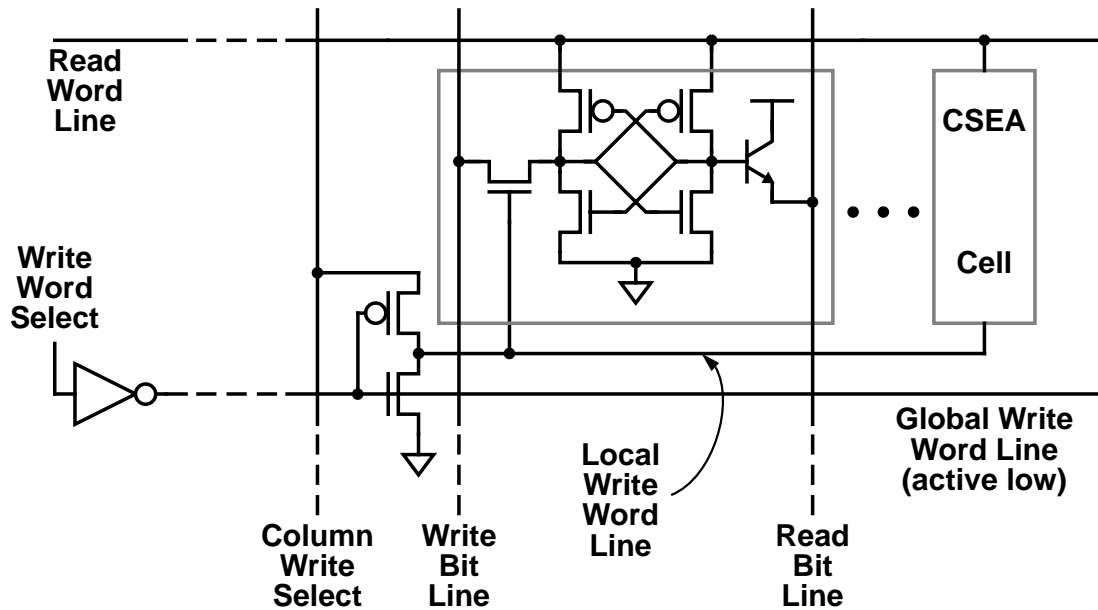 Read
Word
Line
CSEA
Cell
Write
Word
Select
Global Write
Word Line
(active low)
Local
Write
Word
Line
Column
Write
Select
Write
Bit
Line
Read
Bit
Line